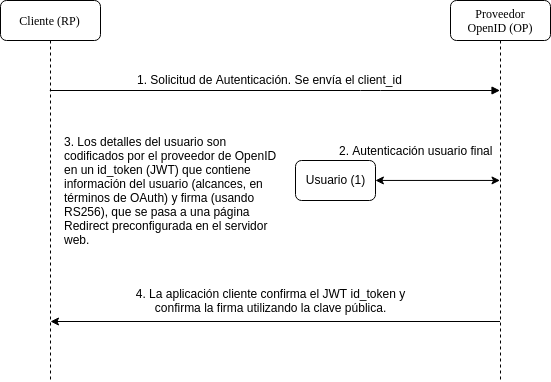 Cliente (RP)
Proveedor
OpenID (OP)
1. Solicitud de Autenticación. Se envía el client_id
3. Los detalles del usuario son
codificados por el proveedor de OpenID
en un id_token (JWT) que contiene
información del usuario (alcances, en
términos de OAuth) y firma (usando
RS256), que se pasa a una página
Redirect preconfigurada en el servidor
web.
2. Autenticación usuario final
Usuario (1)
4. La aplicación cliente confirma el JWT id_token y
confirma la firma utilizando la clave pública.